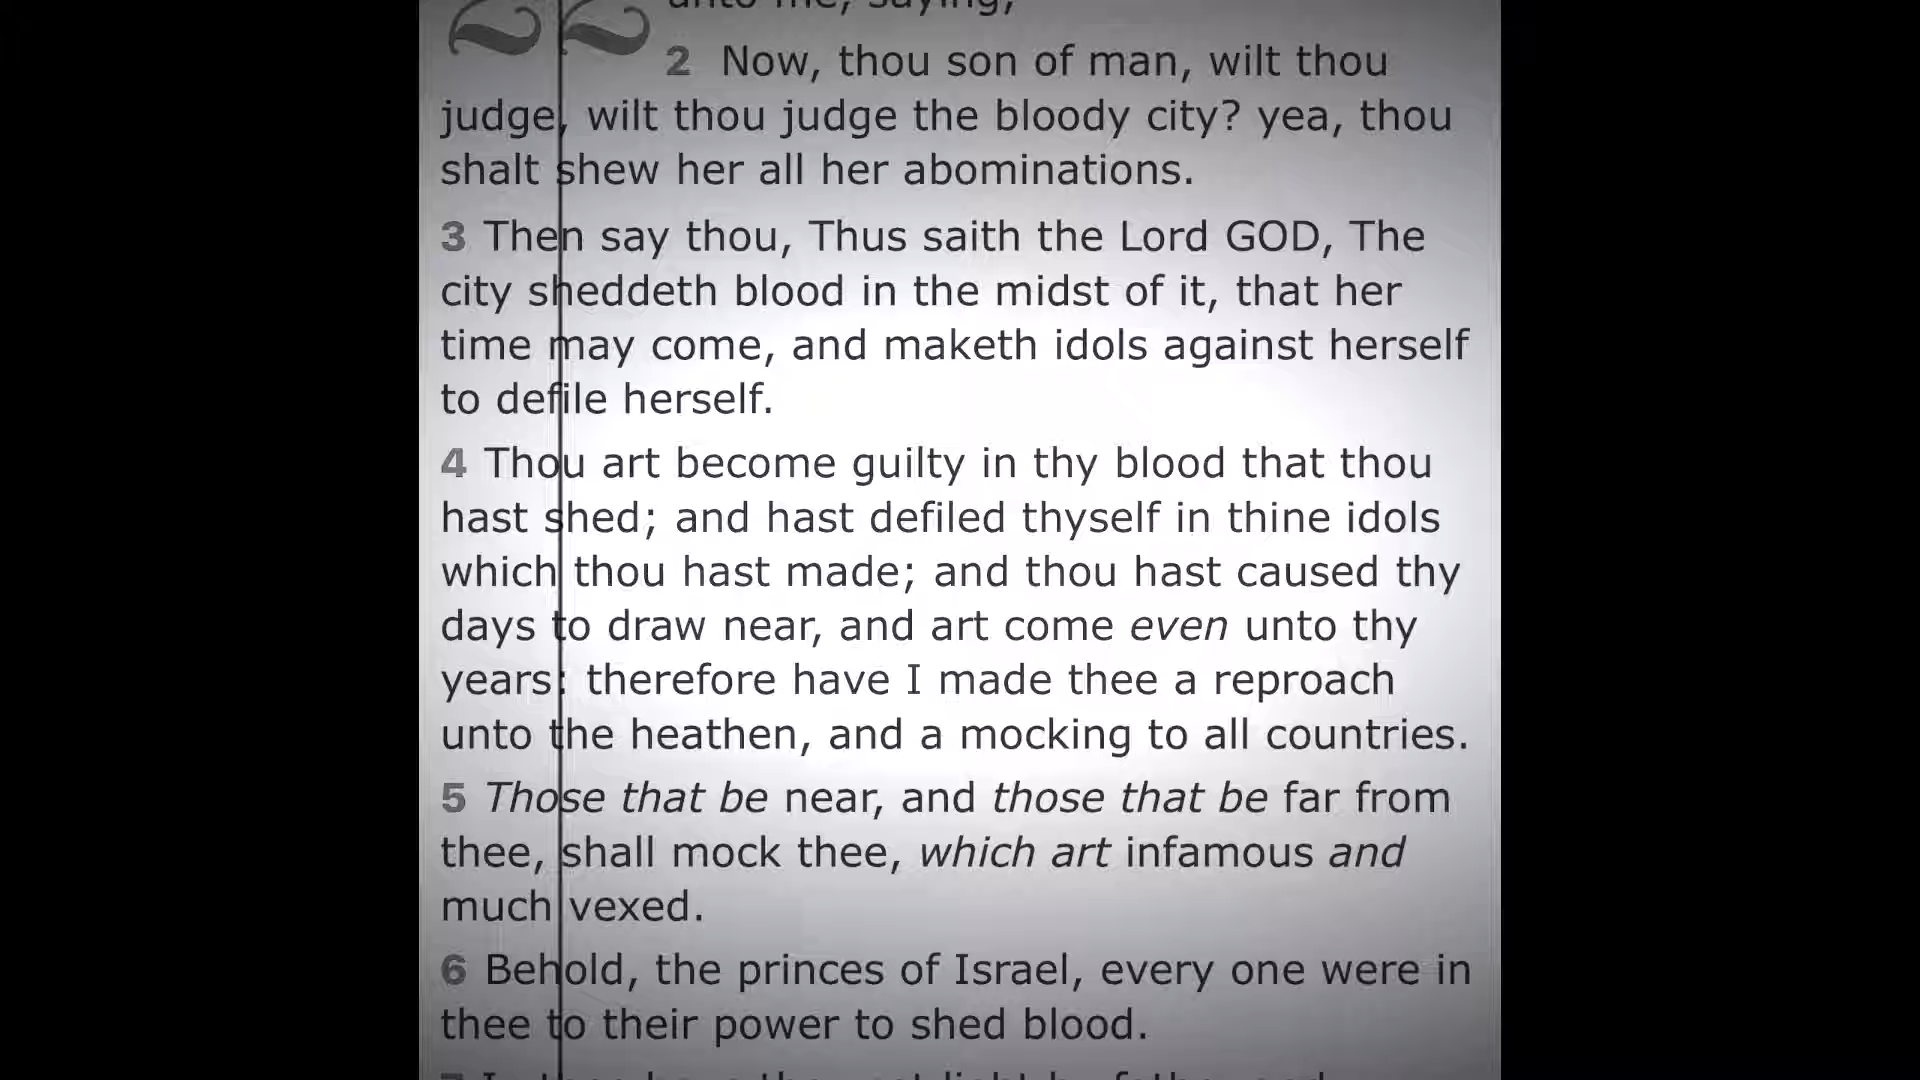 22
unto me, saying,
2 Now, thou son of man, wilt thou
judge, wilt thou judge the bloody city? yea, thou
shalt shew her all her abominations.
3 Then say thou, Thus saith the Lord GOD, The
city sheddeth blood in the midst of it, that her
time may come, and maketh idols against herself
to defile herself.
4 Thou art become guilty in thy blood that thou
hast shed; and hast defiled thyself in thine idols
which thou hast made; and thou hast caused thy
days to draw near, and art come even unto thy
years: therefore have I made thee a reproach
unto the heathen, and a mocking to all countries.
5 Those that be near, and those that be far from
thee, shall mock thee, which art infamous and
much vexed.
6 Behold, the princes of Israel, every one were in
thee to their power to shed blood.